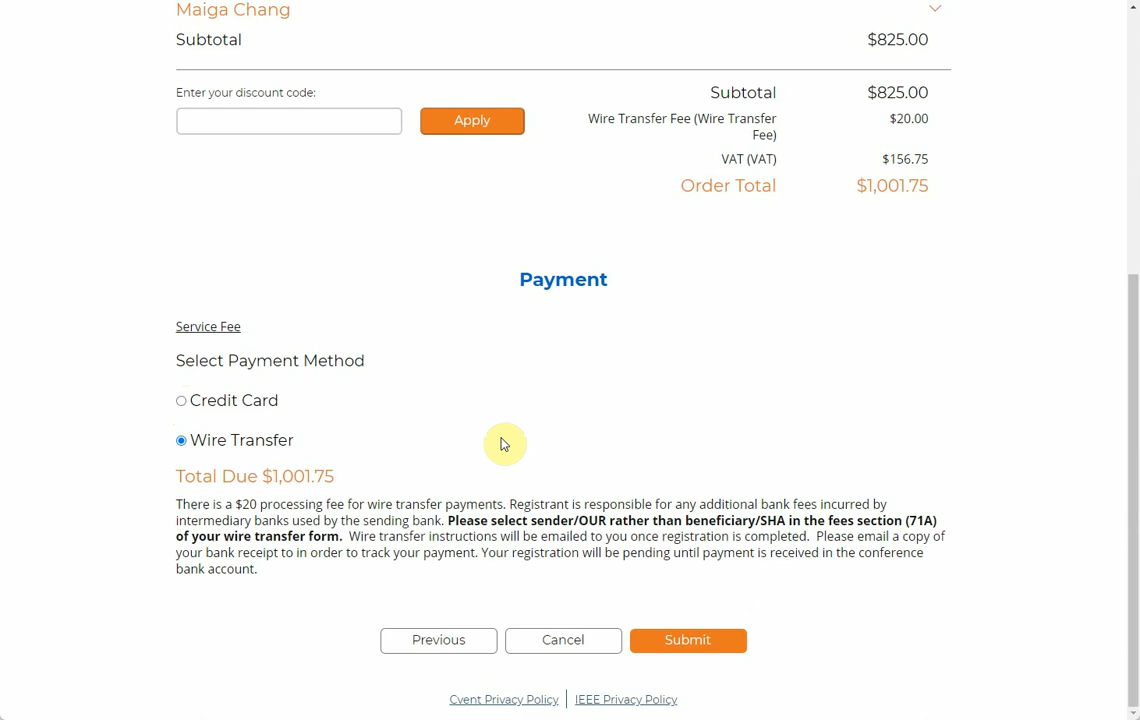 Maiga Chang
Subtotal $825.00
Enter your discount code:
Apply
Subtotal $825.00
Wire Transfer Fee (Wire Transfer $20.00
Fee)
VAT (VAT) $156.75
Order Total $1,001.75
Payment
Service Fee
Select Payment Method
Credit Card
Wire Transfer
Total Due $1,001.75
There is a $20 processing fee for wire transfer payments. Registrant is responsible for any additional bank fees incurred by
intermediary banks used by the sending bank. Please select sender/OUR rather than beneficiary/SHA in the fees section (71A)
of your wire transfer form. Wire transfer instructions will be emailed to you once registration is completed. Please email a copy of
your bank receipt to in order to track your payment. Your registration will be pending until payment is received in the conference
bank account.
Previous Cancel Submit
Cvent Privacy Policy | IEEE Privacy Policy